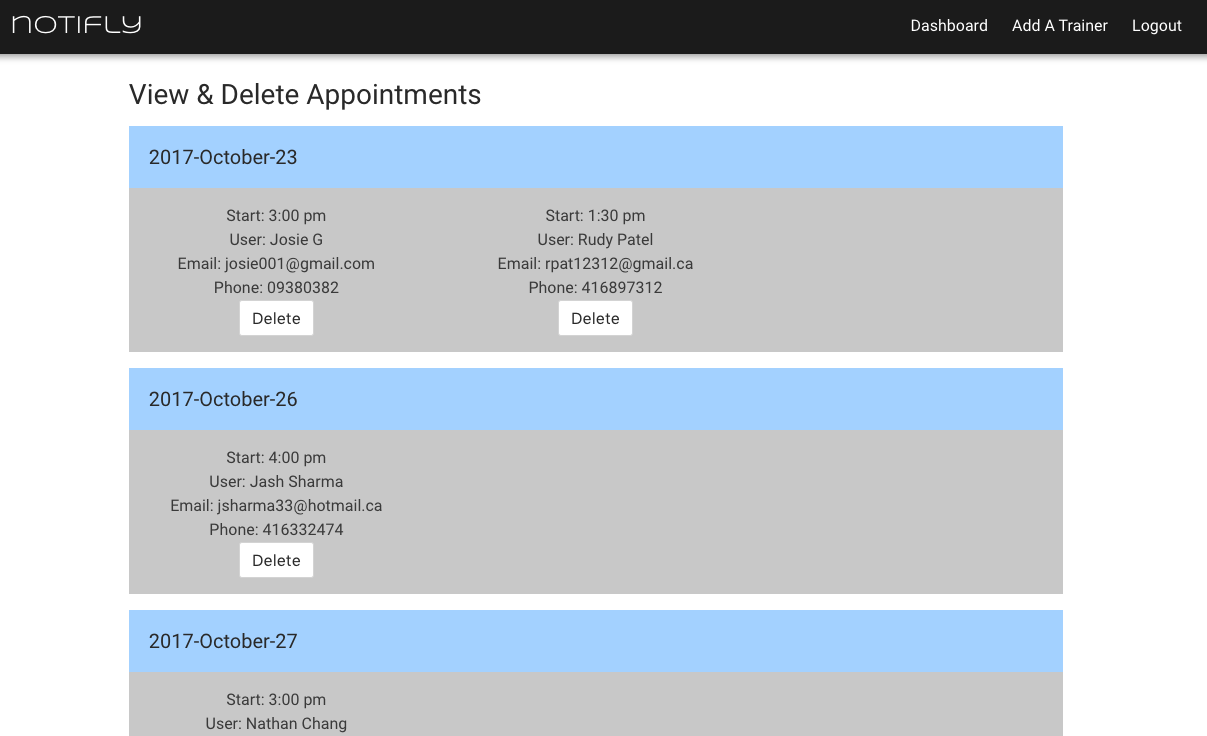 NOTIFLY
Dashboard Add A Trainer Logout
View & Delete Appointments
2017-October-23
Start: 3:00 pm
User: Josie G
Email: josie001@gmail.com
Phone: 09380382
Delete
Start: 1:30 pm
User: Rudy Patel
Email: rpat12312@gmail.ca
Phone: 416897312
Delete
2017-October-26
Start: 4:00 pm
User: Jash Sharma
Email: jsharma33@hotmail.ca
Phone: 416332474
Delete
2017-October-27
Start: 3:00 pm
User: Nathan Chang